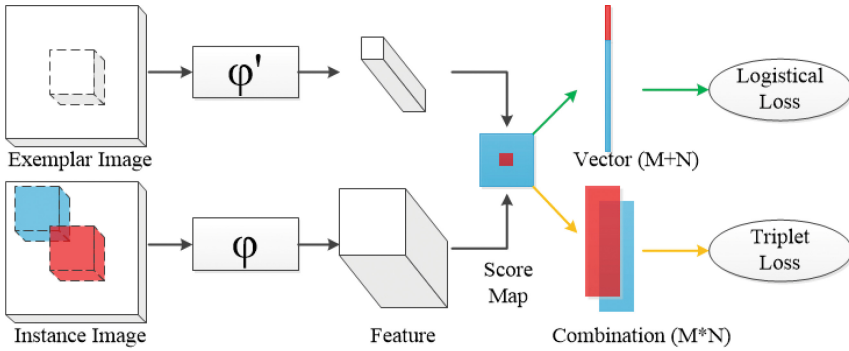 φ'
Exemplar Image
Logistical
Loss
Vector (M+N)
φ
Score
Map
Triplet
Loss
Instance Image
Feature
Combination (M*N)